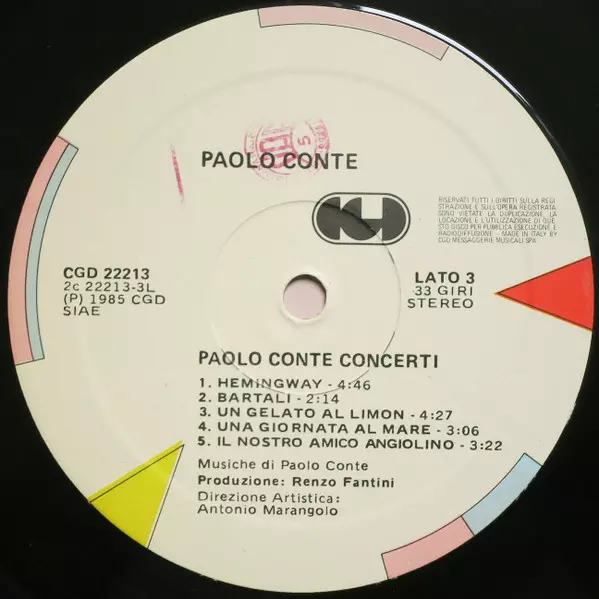 PAOLO CONTE
RISERVATI TUTTI I DIRITTI SULLA REGI
STRAZIONE E SULL'OPERA REGISTRATA
SONO VIETATE LA DUPLICAZIONE, LA
LOCAZIONE E L'UTILIZZAZIONE DI QUE
STO DISCO PER PUBBLICA ESECUZIONE E
RADIODIFFUSIONE - MADE IN ITALY BY
CGD MESSAGGERIE MUSICALI SPA
CGD 22213
2c 22213-3L
(P) 1985 CGD
SIAE
LATO 3
33 GIRI
STEREO
PAOLO CONTE CONCERTI
1. HEMINGWAY - 4:46
2. BARTALI - 2:14
3. UN GELATO AL LIMON - 4:27
4. UNA GIORNATA AL MARE - 3:06
5. IL NOSTRO AMICO ANGIOLINO - 3:22
Musiche di Paolo Conte
Produzione: Renzo Fantini
Direzione Artistica:
Antonio Marangolo